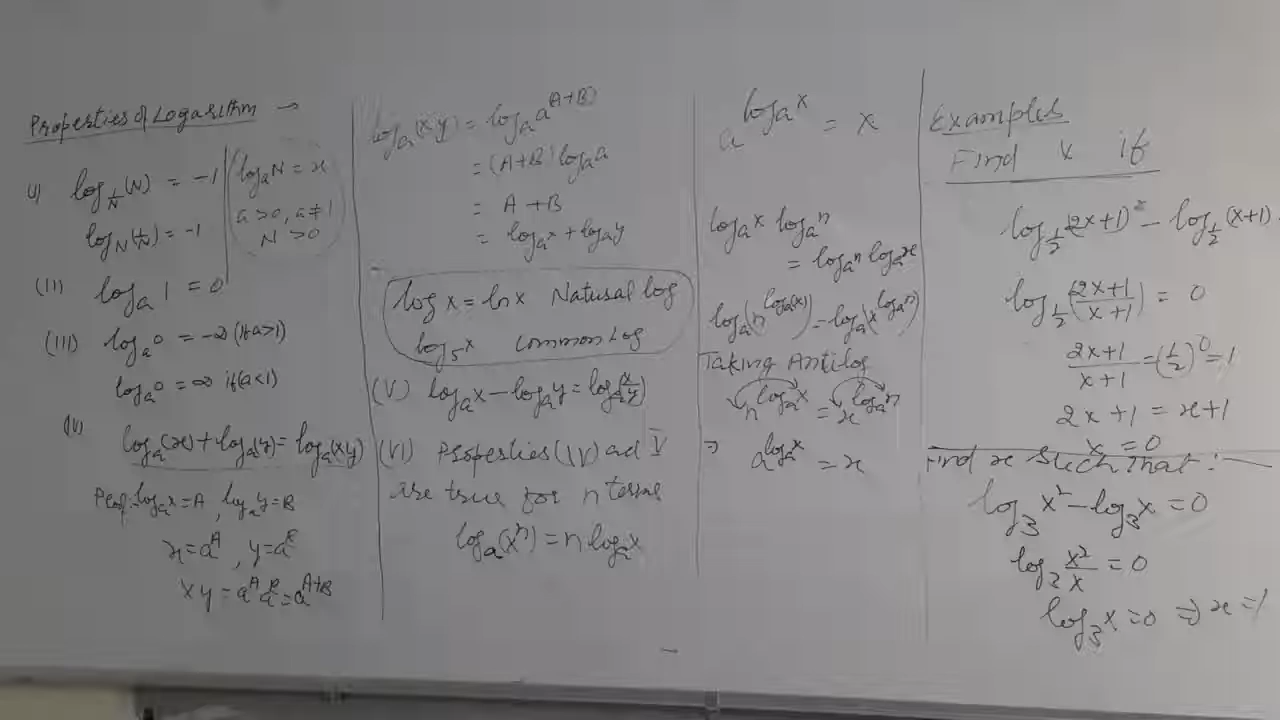 Properties of Logarithm →
(I) log_{1/N}(N) = -1
log_N(1/N) = -1
log_a N = x
a > 0, a ≠ 1
N > 0
(II) log_a 1 = 0
(III) log_a 0 = -∞ (if a>1)
log_a 0 = ∞ if (a<1)
(IV)
log_a(x) + log_a(y) = log_a(xy)
log_a x = A, log_a y = B
x = a^A, y = a^B
xy = a^A a^B = a^{A+B}
log_a(xy) = log_a a^{(A+B)}
= (A+B) log_a a
= A + B
= log_a x + log_a y
log x = ln x Natural log
log_5 x Common Log
(V) log_a x - log_a y = log_a(x/y)
(VI) Properties (IV) ad V
are true for n terms
log_a(x^n) = n log_a x
a^{log_a x} = x
log_a x log_a n
= log_a n log_a x
log_a(n^{log_a(x)}) = log_a(x^{log_a n})
Taking Antilog
n^{log_a x} = x^{log_a n}
⇒ a^{log_a x} = x
Examples
Find x if
log_{1/2}(2x+1) - log_{1/2}(x+1)
log_{1/2}((2x+1)/(x+1)) = 0
(2x+1)/(x+1) = (1/2)^0 = 1
2x + 1 = x + 1
x = 0
Find x Such That :-
log_3 x^2 - log_3 x = 0
log_2 x^2/x = 0
log_3 x = 0 ⇒ x = 1